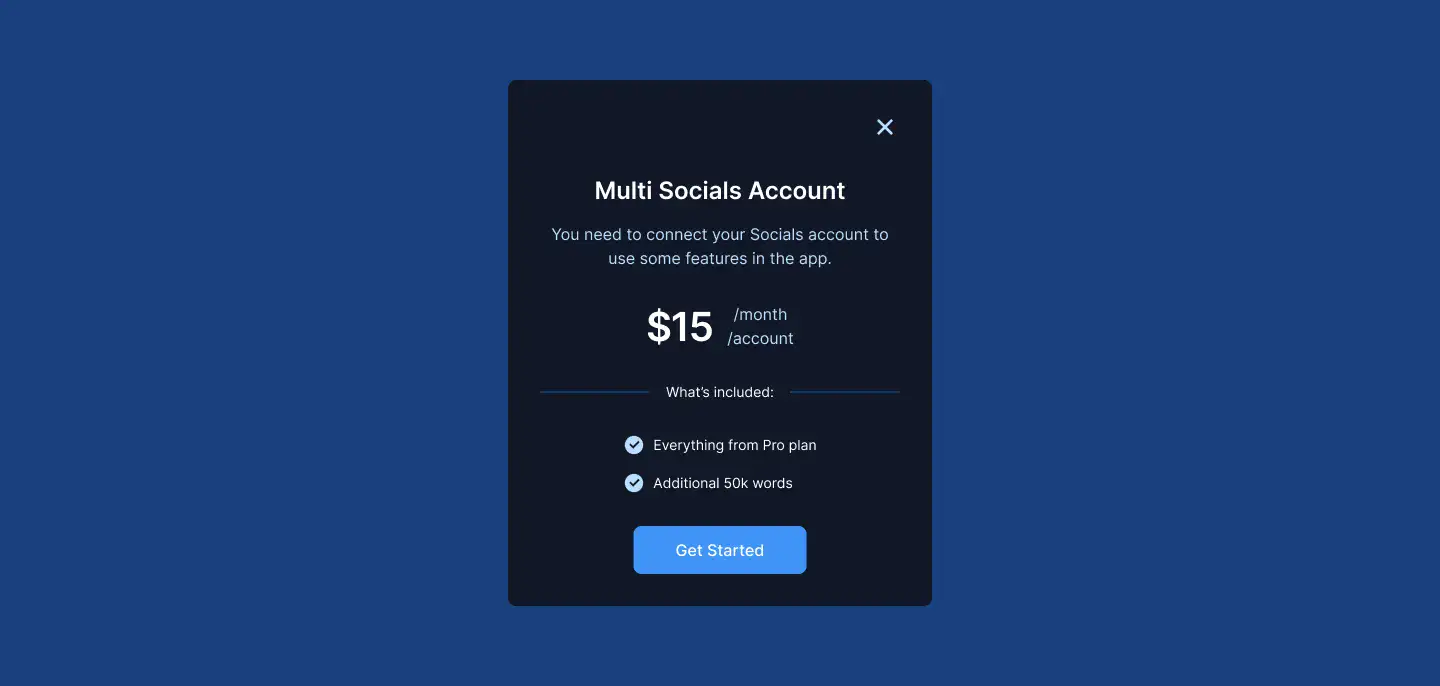 Multi Socials Account
You need to connect your Socials account to
use some features in the app.
$15
/month
/account
What’s included:
Everything from Pro plan
Additional 50k words
Get Started